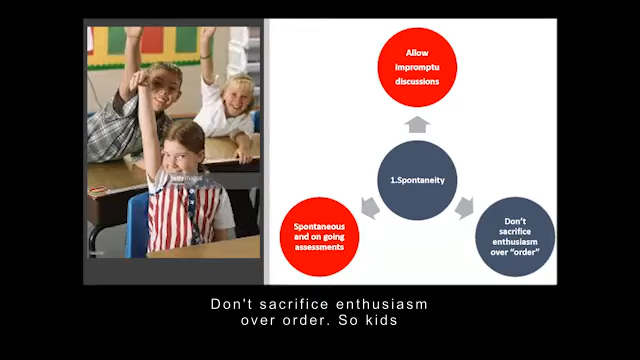 Allow
impromptu
discussions
1.Spontaneity
Spontaneous
and on going
assessments
Don't
sacrifice
enthusiasm
over "order"
gettyimages
Don't sacrifice enthusiasm
over order. So kids